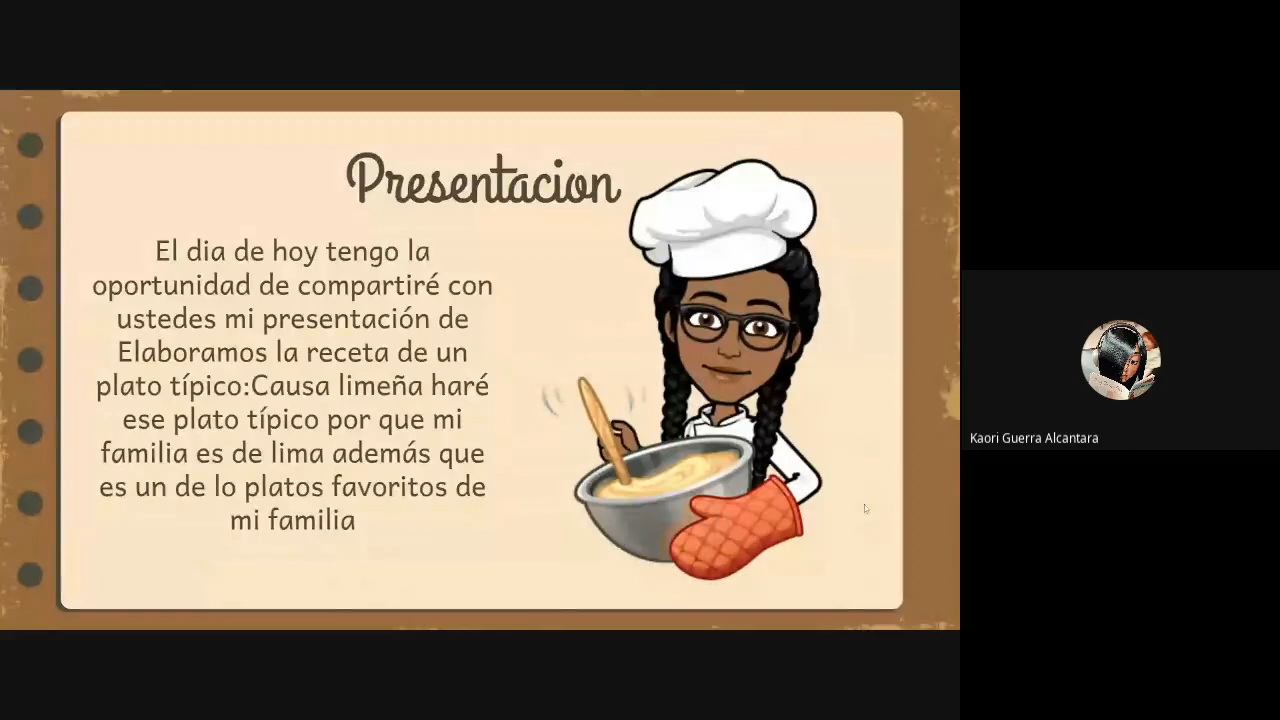 Presentacion
El dia de hoy tengo la
oportunidad de compartiré con
ustedes mi presentación de
Elaboramos la receta de un
plato típico:Causa limeña haré
ese plato típico por que mi
familia es de lima además que
es un de lo platos favoritos de
mi familia
Kaori Guerra Alcantara